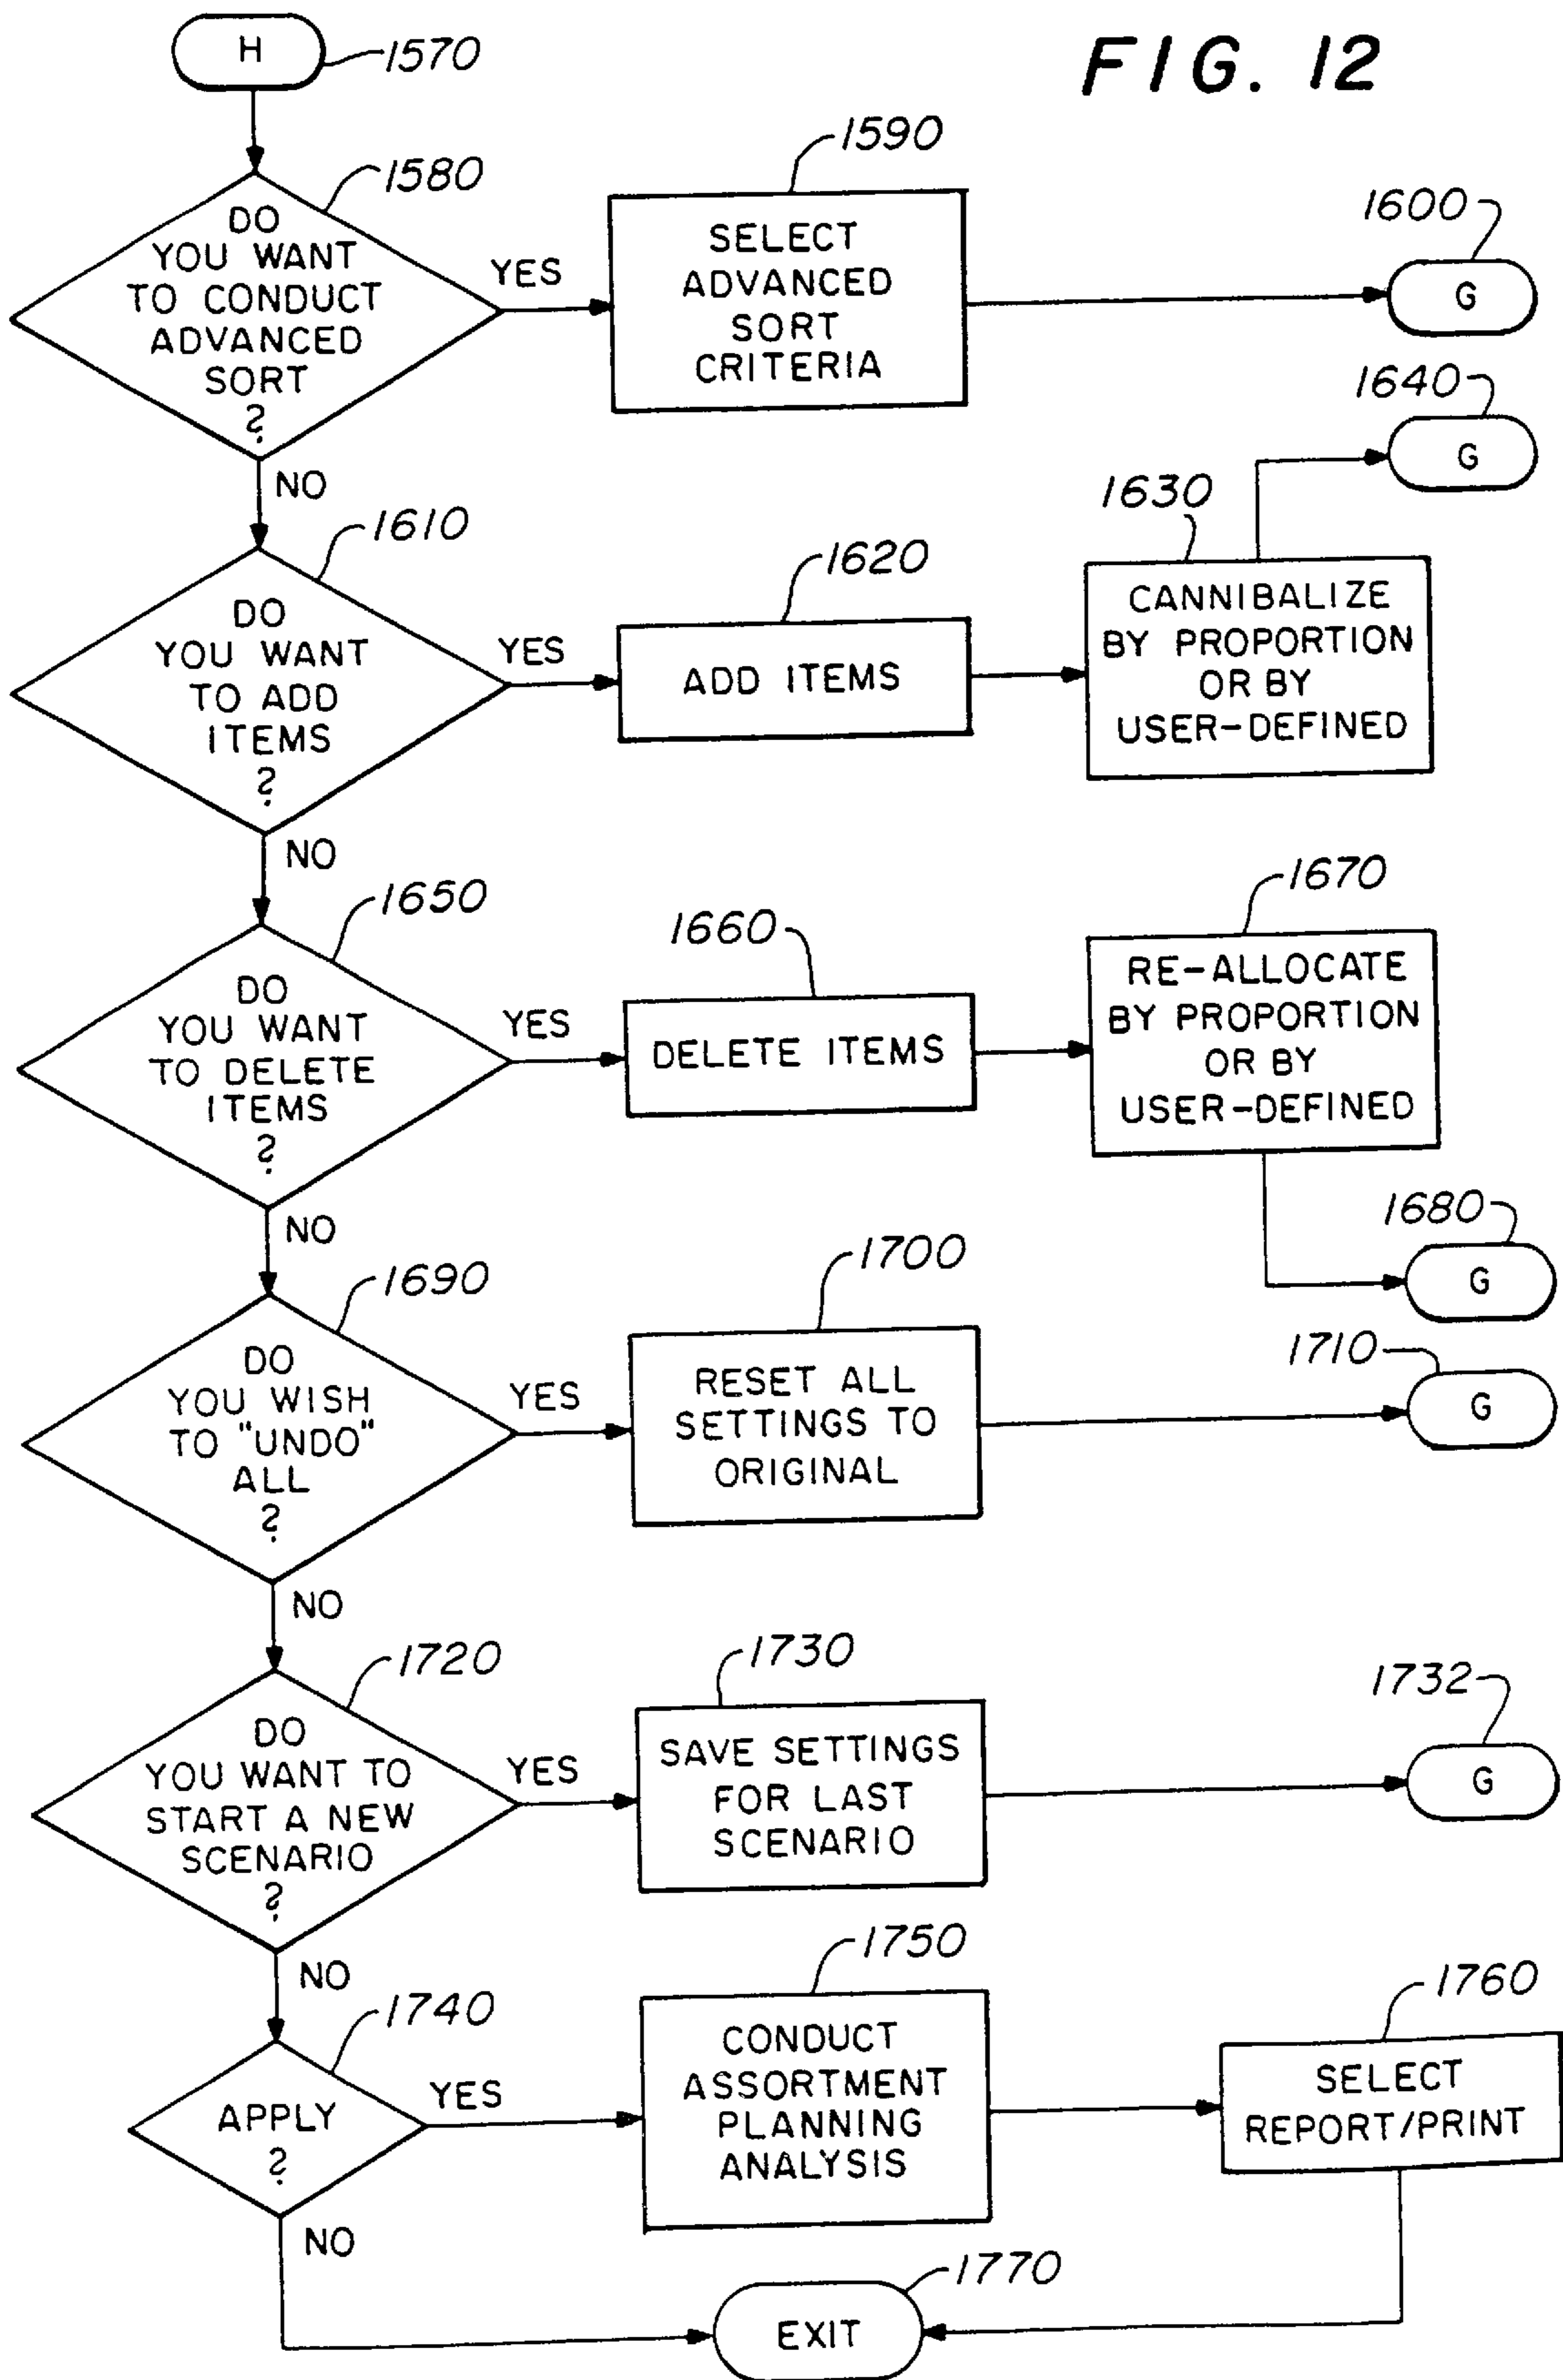 FIG. 12
H
1570
1580
DO
YOU WANT
TO CONDUCT
ADVANCED
SORT
?
YES
1590
SELECT
ADVANCED
SORT
CRITERIA
1600
G
NO
1610
DO
YOU WANT
TO ADD
ITEMS
?
YES
1620
ADD ITEMS
1630
CANNIBALIZE
BY PROPORTION
OR BY
USER-DEFINED
1640
G
NO
1650
DO
YOU WANT
TO DELETE
ITEMS
?
YES
1660
DELETE ITEMS
1670
RE-ALLOCATE
BY PROPORTION
OR BY
USER-DEFINED
1680
G
NO
1690
DO
YOU WISH
TO "UNDO"
ALL
?
YES
1700
RESET ALL
SETTINGS TO
ORIGINAL
1710
G
NO
1720
DO
YOU WANT TO
START A NEW
SCENARIO
?
YES
1730
SAVE SETTINGS
FOR LAST
SCENARIO
1732
G
NO
1740
APPLY
?
YES
1750
CONDUCT
ASSORTMENT
PLANNING
ANALYSIS
1760
SELECT
REPORT/PRINT
NO
1770
EXIT